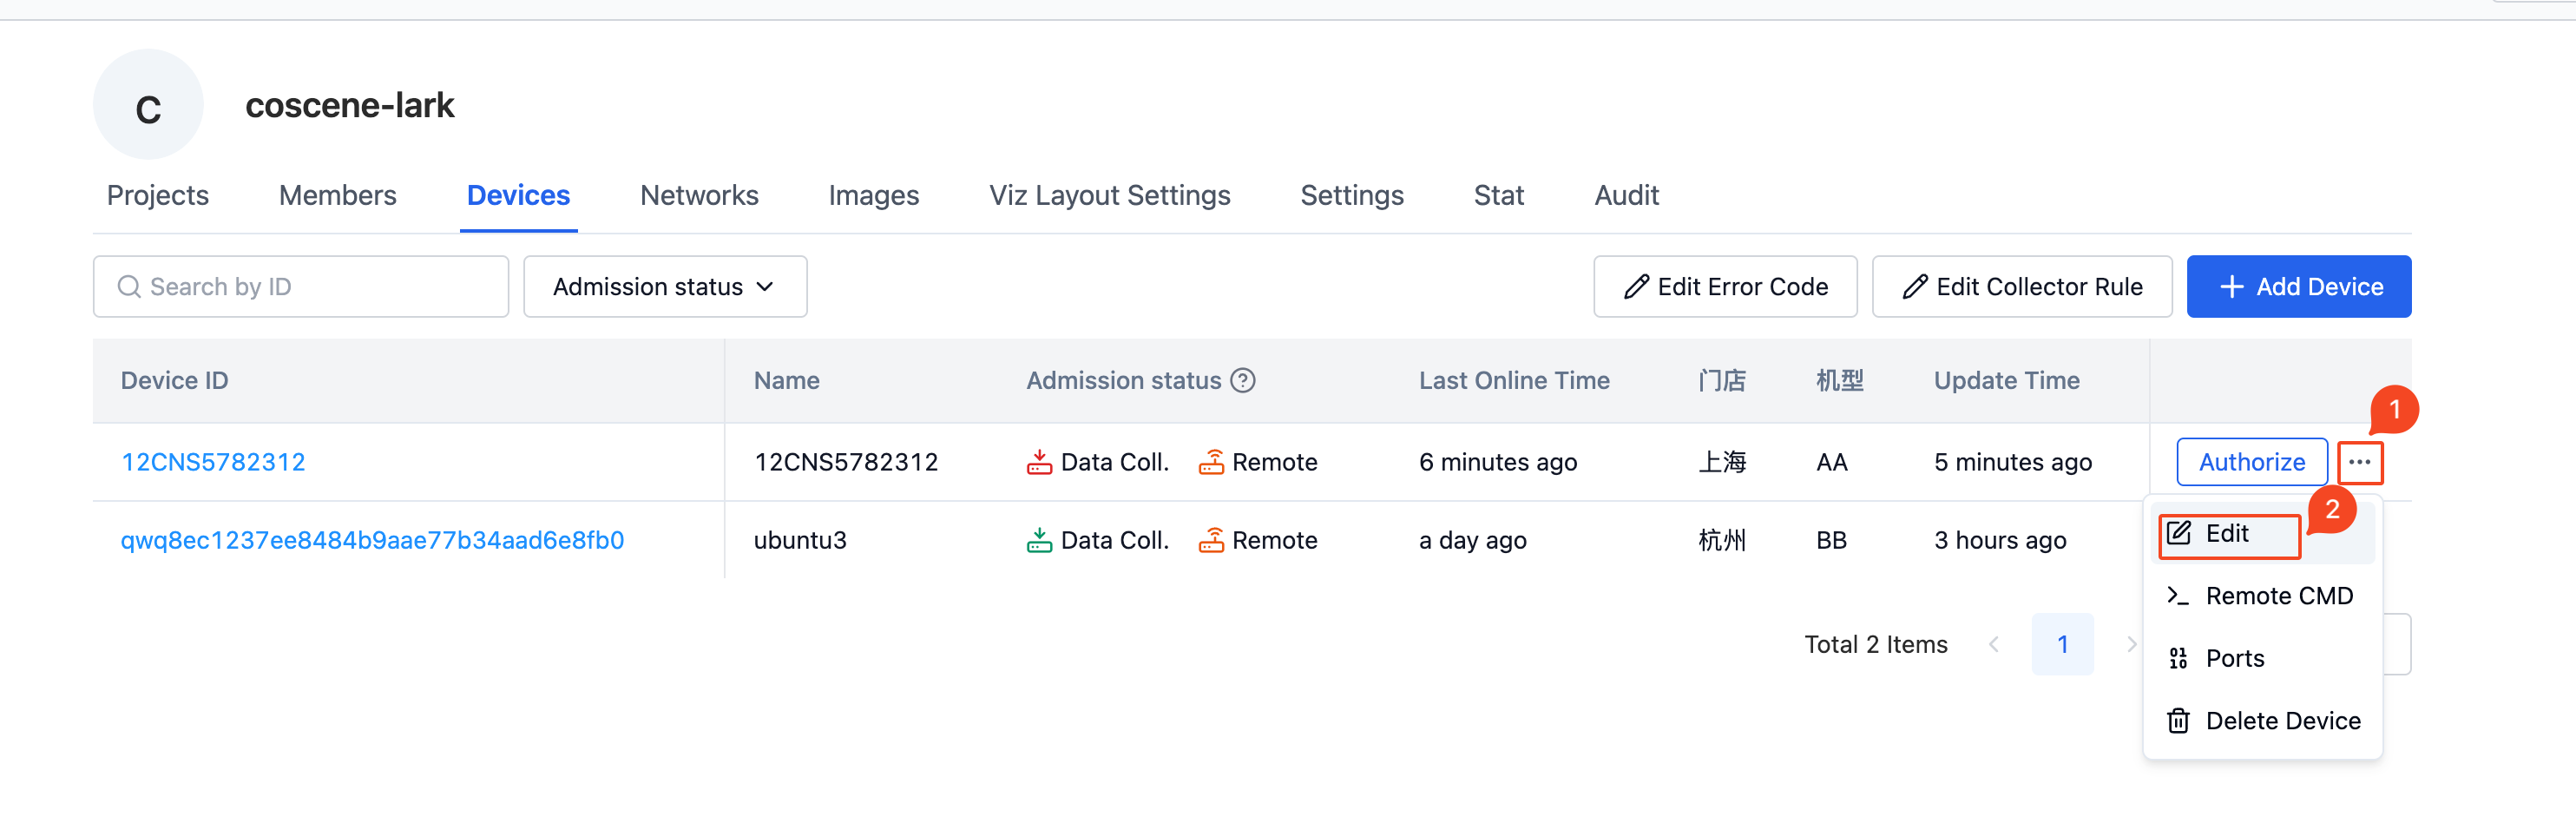 C
coscene-lark
Projects Members Devices Networks Images Viz Layout Settings Settings Stat Audit
Search by ID Admission status Edit Error Code Edit Collector Rule + Add Device
Device ID Name Admission status ? Last Online Time 门店 机型 Update Time
1
12CNS5782312 12CNS5782312 Data Coll. Remote 6 minutes ago 上海 AA 5 minutes ago Authorize ...
2
qwq8ec1237ee8484b9aae77b34aad6e8fb0 ubuntu3 Data Coll. Remote a day ago 杭州 BB 3 hours ago
Edit
Remote CMD
Total 2 Items < 1 >
Ports
Delete Device